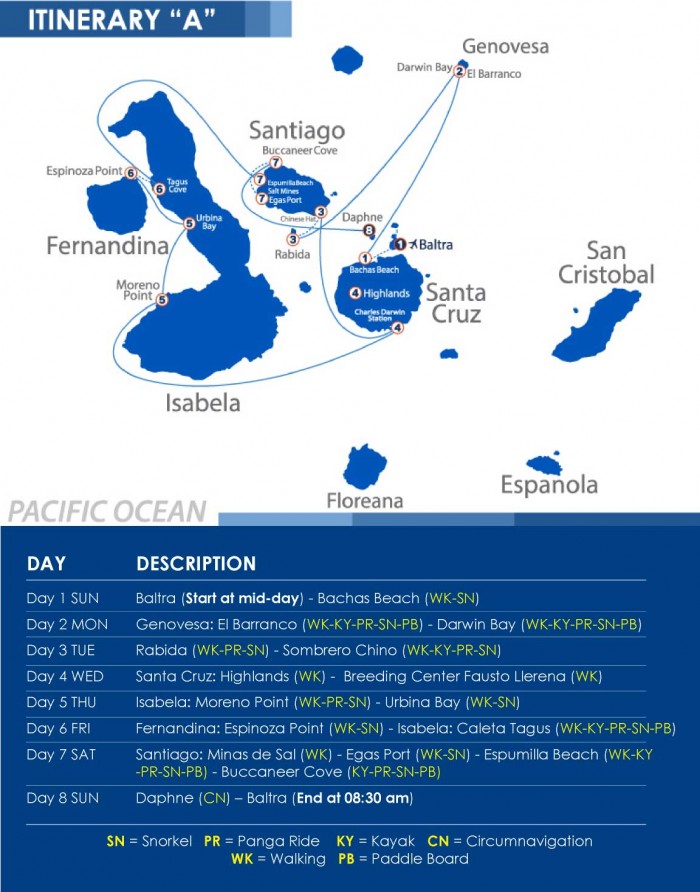 ITINERARY “A”
Genovesa
Darwin Bay 2 El Barranco
Santiago
Buccaneer Cove
7
Espinoza Point 6
6 Tagus Cove
7 Espumilla Beach
Salt Mines
7 Egas Port
Chinese Hat 3
Daphne
8
1 Baltra
5 Urbina Bay
Fernandina
3
Rabida
1
Bachas Beach
San Cristobal
Moreno Point
5
4 Highlands
Santa Cruz
Charles Darwin Station
4
Isabela
Floreana
Espanola
PACIFIC OCEAN
DAY DESCRIPTION
Day 1 SUN Baltra (Start at mid-day) - Bachas Beach (WK-SN)
Day 2 MON Genovesa: El Barranco (WK-KY-PR-SN-PB) - Darwin Bay (WK-KY-PR-SN-PB)
Day 3 TUE Rabida (WK-PR-SN) - Sombrero Chino (WK-KY-PR-SN)
Day 4 WED Santa Cruz: Highlands (WK) - Breeding Center Fausto Llerena (WK)
Day 5 THU Isabela: Moreno Point (WK-PR-SN) - Urbina Bay (WK-SN)
Day 6 FRI Fernandina: Espinoza Point (WK-SN) - Isabela: Caleta Tagus (WK-KY-PR-SN-PB)
Day 7 SAT Santiago: Minas de Sal (WK) - Egas Port (WK-SN) - Espumilla Beach (WK-KY
-PR-SN-PB) - Buccaneer Cove (KY-PR-SN-PB)
Day 8 SUN Daphne (CN) – Baltra (End at 08:30 am)
SN = Snorkel PR = Panga Ride KY = Kayak CN = Circumnavigation
WK = Walking PB = Paddle Board